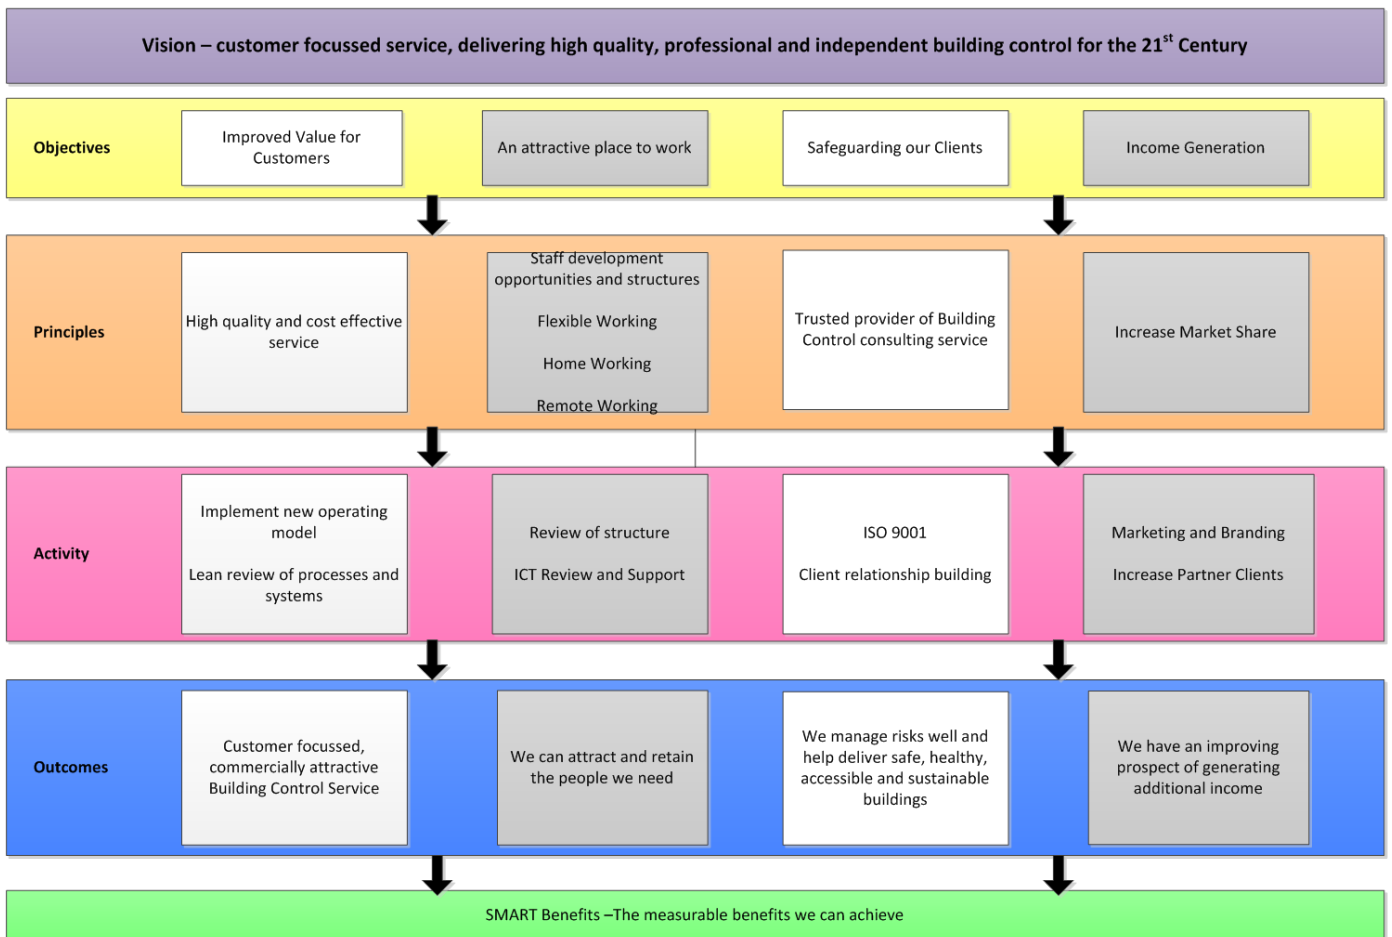 Vision – customer focussed service, delivering high quality, professional and independent building control for the 21st Century
Objectives
Improved Value for
Customers
An attractive place to work
Safeguarding our Clients
Income Generation
Principles
High quality and cost effective
service
Staff development
opportunities and structures
Flexible Working
Home Working
Remote Working
Trusted provider of Building
Control consulting service
Increase Market Share
Activity
Implement new operating
model
Lean review of processes and
systems
Review of structure
ICT Review and Support
ISO 9001
Client relationship building
Marketing and Branding
Increase Partner Clients
Outcomes
Customer focussed,
commercially attractive
Building Control Service
We can attract and retain
the people we need
We manage risks well and
help deliver safe, healthy,
accessible and sustainable
buildings
We have an improving
prospect of generating
additional income
SMART Benefits –The measurable benefits we can achieve